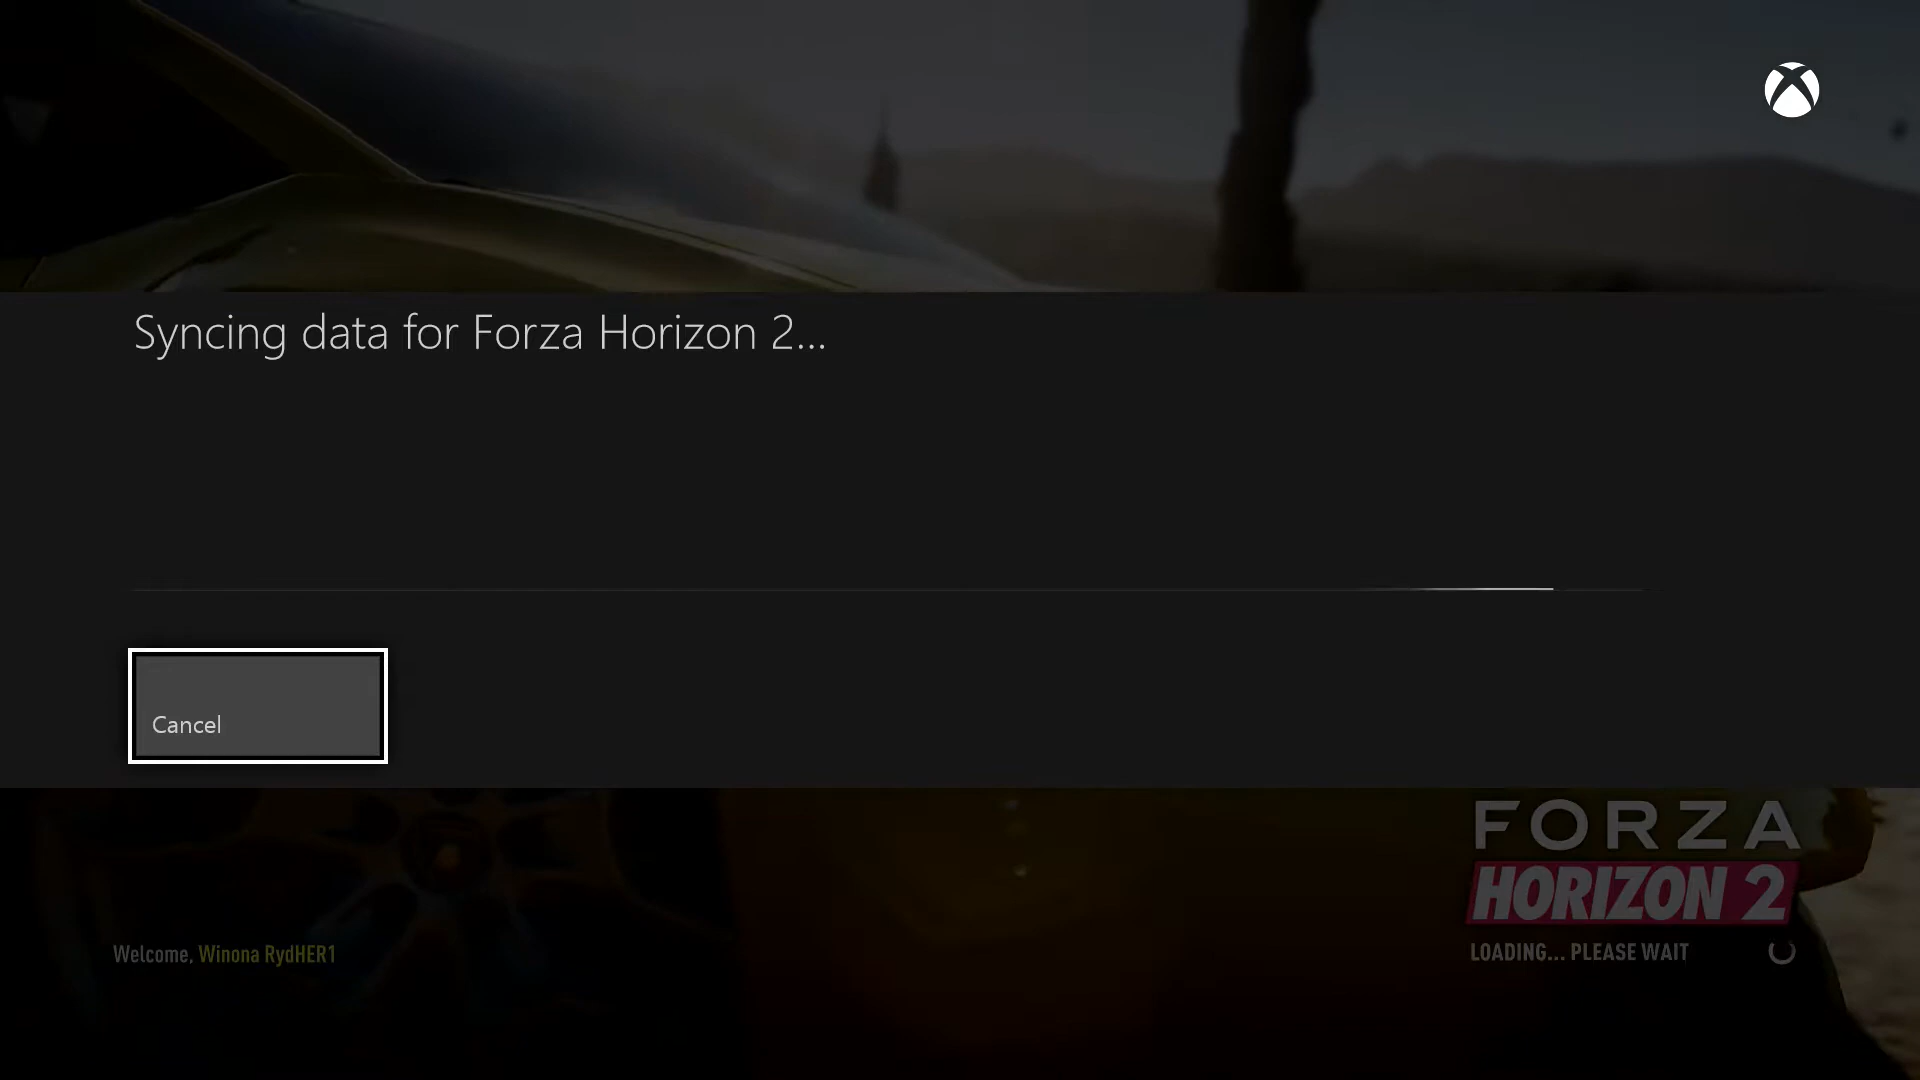 Syncing data for Forza Horizon 2...
Cancel
FORZA
HORIZON 2
Welcome, Winona RydHER1
LOADING... PLEASE WAIT